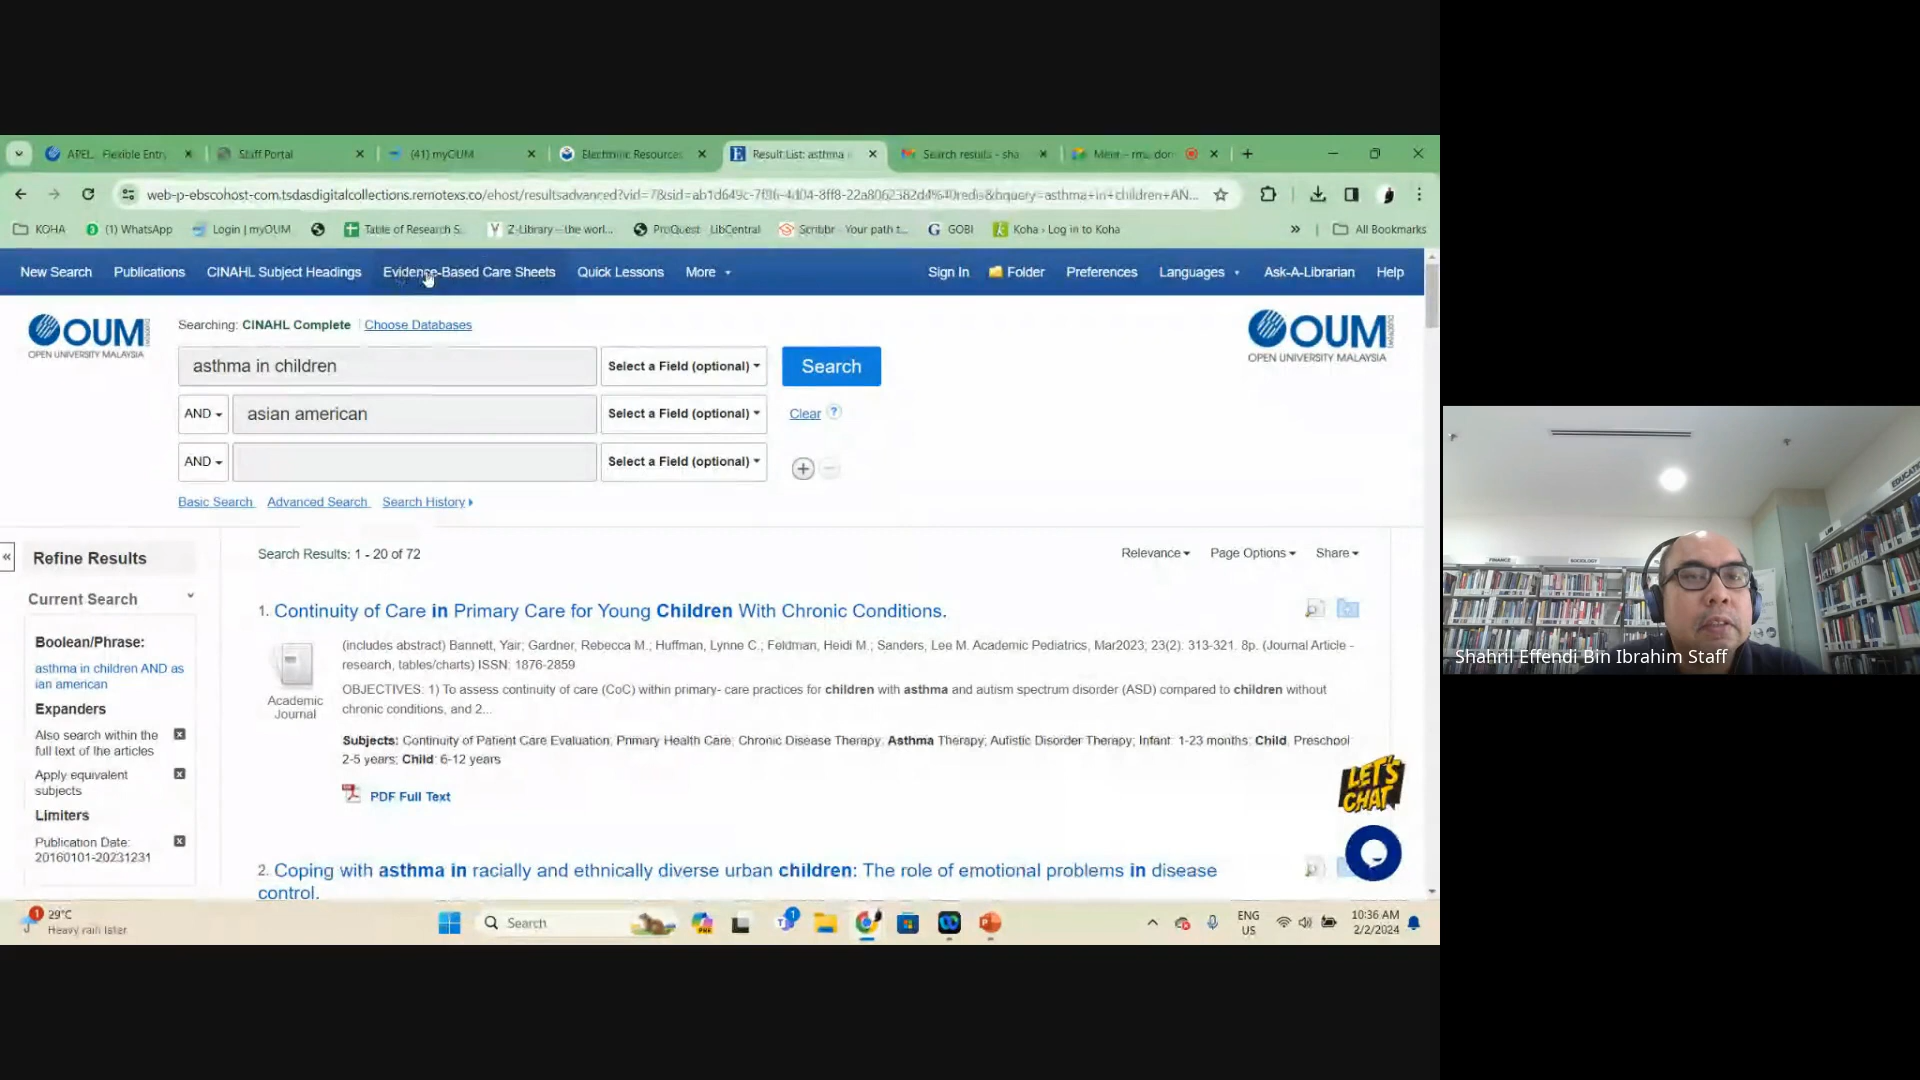 APEL - Flexible Entry
Staff Portal
(41) myOUM
Electronic Resources
Result List: asthma i
Search results - sha
Meet - rmu, dor
web-p-ebscohost-com.tsdasdigitalcollections.remotexs.co/ehost/resultsadvanced?vid=7&sid=
KOHA
(1) WhatsApp
Login | myOUM
Table of Research S...
Z-Library – the worl...
ProQuest LibCentral
Scribbr - Your path t...
GOBI
Koha › Log in to Koha
»
All Bookmarks
New Search
Publications
CINAHL Subject Headings
Evidence-Based Care Sheets
Quick Lessons
More
Sign In
Folder
Preferences
Languages
Ask-A-Librarian
Help
OUM
OPEN UNIVERSITY MALAYSIA
Searching: CINAHL Complete
Choose Databases
OUM
OPEN UNIVERSITY MALAYSIA
asthma in children
Select a Field (optional)
Search
AND
asian american
Select a Field (optional)
Clear
?
AND
Select a Field (optional)
Basic Search
Advanced Search
Search History
Refine Results
Current Search
Boolean/Phrase:
asthma in children AND as
ian american
Expanders
Also search within the
full text of the articles
Apply equivalent
subjects
Limiters
Publication Date:
20160101-20231231
Search Results: 1 - 20 of 72
Relevance
Page Options
Share
1. Continuity of Care in Primary Care for Young Children With Chronic Conditions.
(includes abstract) Bannett, Yair; Gardner, Rebecca M.; Huffman, Lynne C.; Feldman, Heidi M.; Sanders, Lee M. Academic Pediatrics, Mar2023; 23(2): 313-321. 8p. (Journal Article -
research, tables/charts) ISSN: 1876-2859
Academic
Journal
OBJECTIVES: 1) To assess continuity of care (CoC) within primary- care practices for children with asthma and autism spectrum disorder (ASD) compared to children without
chronic conditions, and 2...
Subjects: Continuity of Patient Care Evaluation; Primary Health Care; Chronic Disease Therapy; Asthma Therapy; Autistic Disorder Therapy; Infant: 1-23 months; Child, Preschool:
2-5 years; Child: 6-12 years
PDF Full Text
LET'S
CHAT
2. Coping with asthma in racially and ethnically diverse urban children: The role of emotional problems in disease
control.
1
29°C
Heavy rain later
Search
PRE
1
ENG
US
10:36 AM
2/2/2024
FINANCE
SOCIOLOGY
Shahril Effendi Bin Ibrahim Staff